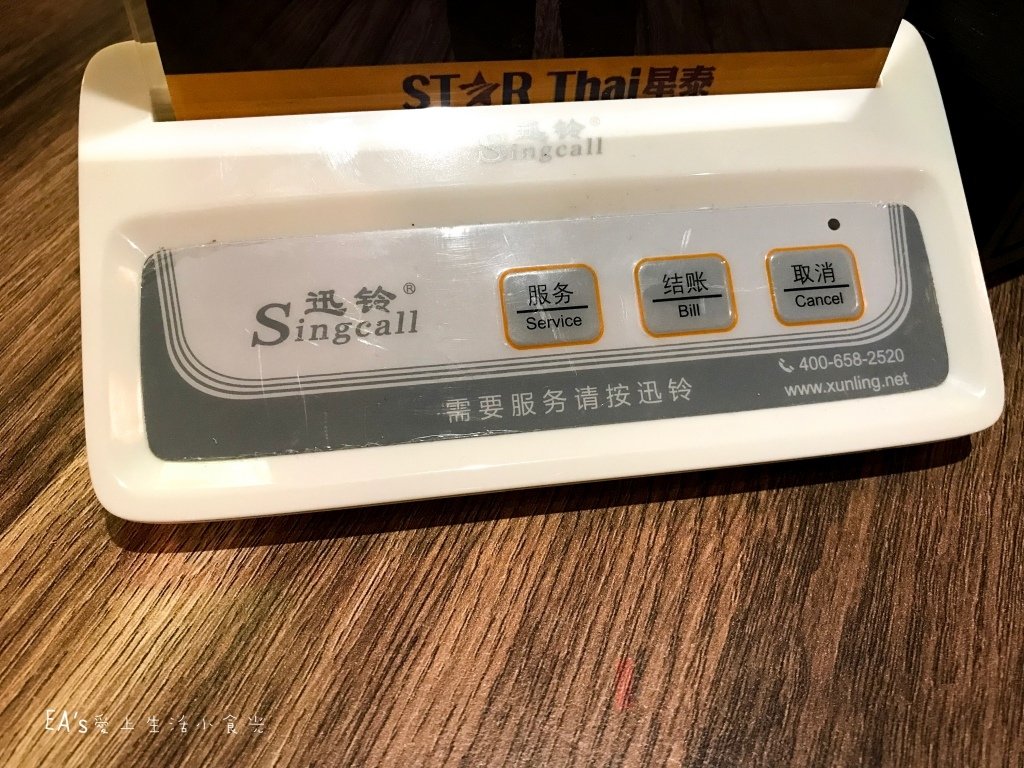 STAR Thai星泰
迅铃®
Singcall
迅铃®
Singcall
服务
Service
结账
Bill
取消
Cancel
400-658-2520
www.xunling.net
需要服务请按迅铃
EA's爱上生活小食光